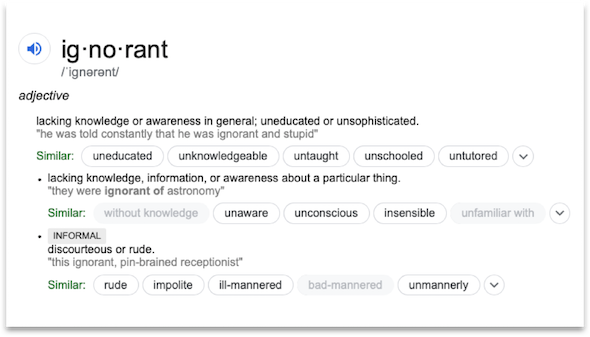 ig·no·rant
/ˈignərənt/
adjective
lacking knowledge or awareness in general; uneducated or unsophisticated.
"he was told constantly that he was ignorant and stupid"
Similar: uneducated unknowledgeable untaught unschooled untutored
• lacking knowledge, information, or awareness about a particular thing.
"they were ignorant of astronomy"
Similar: without knowledge unaware unconscious insensible unfamiliar with
• INFORMAL
discourteous or rude.
"this ignorant, pin-brained receptionist"
Similar: rude impolite ill-mannered bad-mannered unmannerly